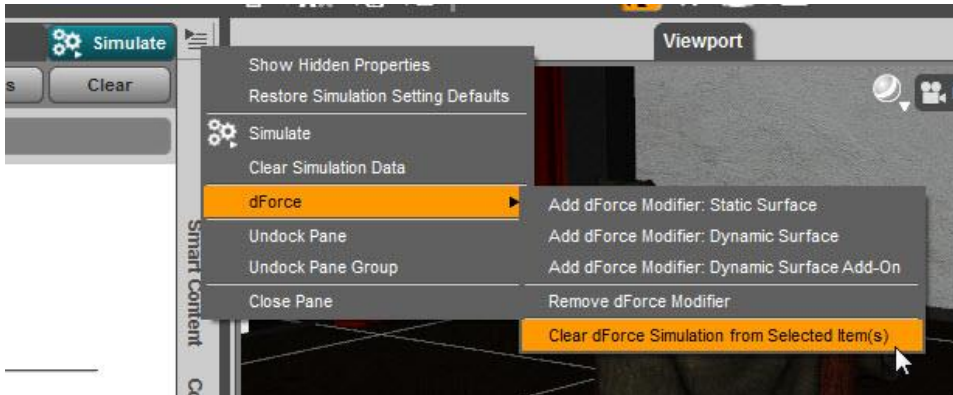 Simulate
Viewport
s
Clear
Show Hidden Properties
Restore Simulation Setting Defaults
Simulate
Clear Simulation Data
dForce
Undock Pane
Undock Pane Group
Close Pane
Add dForce Modifier: Static Surface
Add dForce Modifier: Dynamic Surface
Add dForce Modifier: Dynamic Surface Add-On
Remove dForce Modifier
Clear dForce Simulation from Selected Item(s)
Smart Content
Co